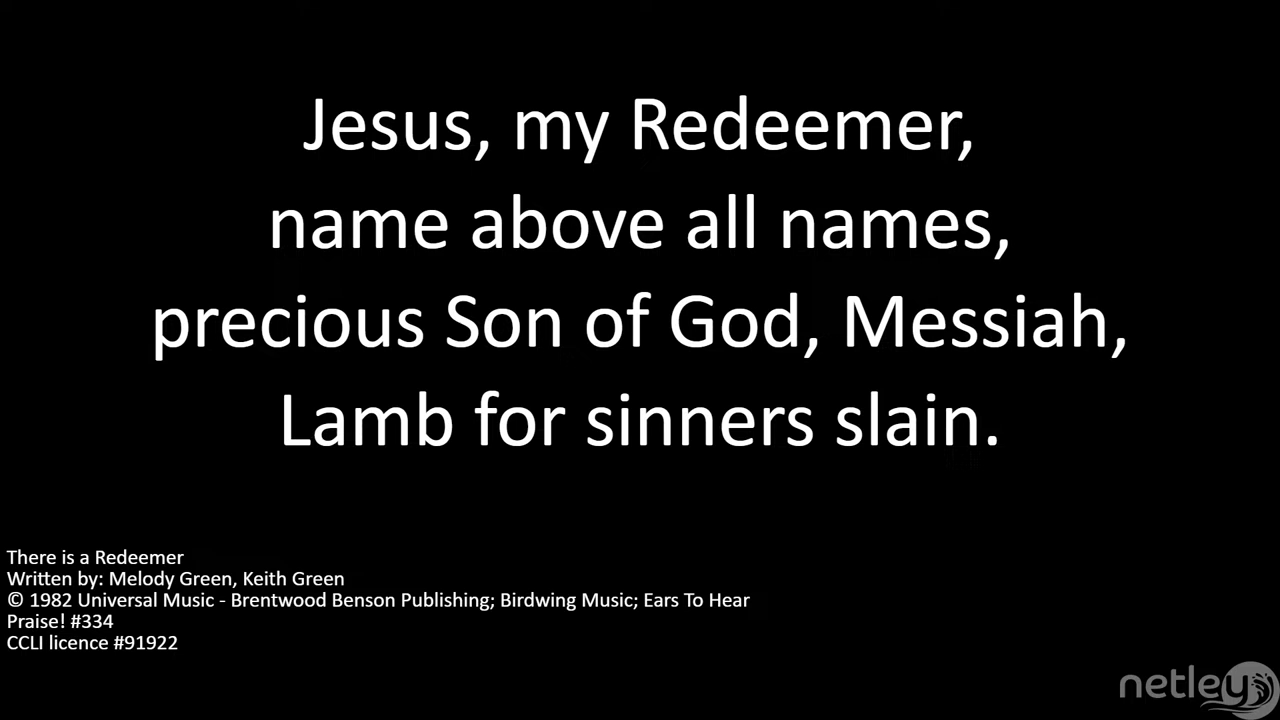 Jesus, my Redeemer,
name above all names,
precious Son of God, Messiah,
Lamb for sinners slain.
There is a Redeemer
Written by: Melody Green, Keith Green
© 1982 Universal Music - Brentwood Benson Publishing; Birdwing Music; Ears To Hear
Praise! #334
CCLI licence #91922
netley